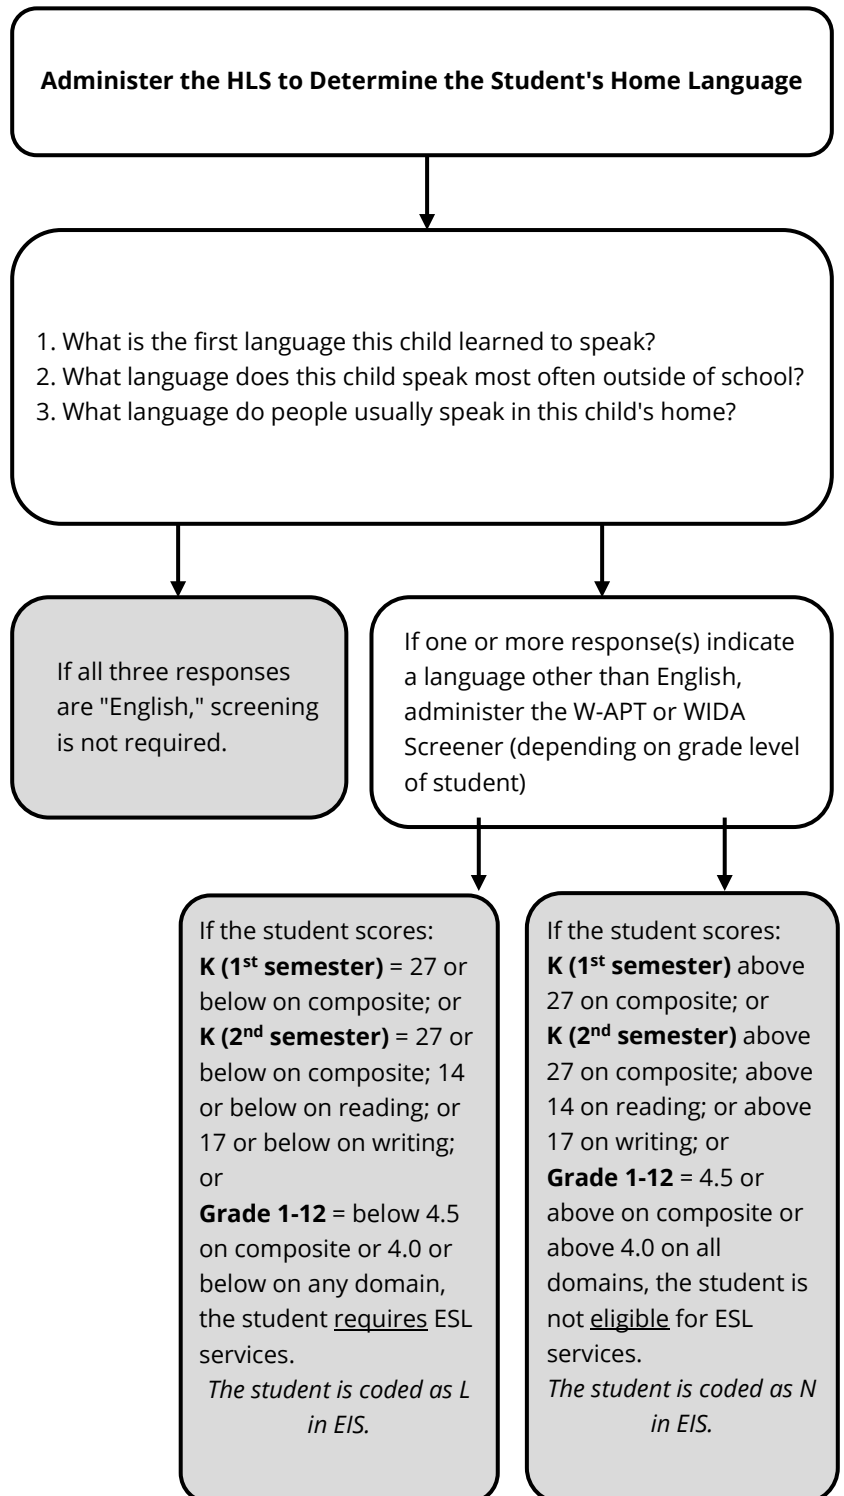 Administer the HLS to Determine the Student's Home Language
1. What is the first language this child learned to speak?
2. What language does this child speak most often outside of school?
3. What language do people usually speak in this child's home?
If all three responses
are "English," screening
is not required.
If one or more response(s) indicate
a language other than English,
administer the W-APT or WIDA
Screener (depending on grade level
of student)
If the student scores:
K (1st semester) = 27 or
below on composite; or
K (2nd semester) = 27 or
below on composite; 14
or below on reading; or
17 or below on writing;
or
Grade 1-12 = below 4.5
on composite or 4.0 or
below on any domain,
the student requires ESL
services.
The student is coded as L
in EIS.
If the student scores:
K (1st semester) above
27 on composite; or
K (2nd semester) above
27 on composite; above
14 on reading; or above
17 on writing; or
Grade 1-12 = 4.5 or
above on composite or
above 4.0 on all
domains, the student is
not eligible for ESL
services.
The student is coded as N
in EIS.